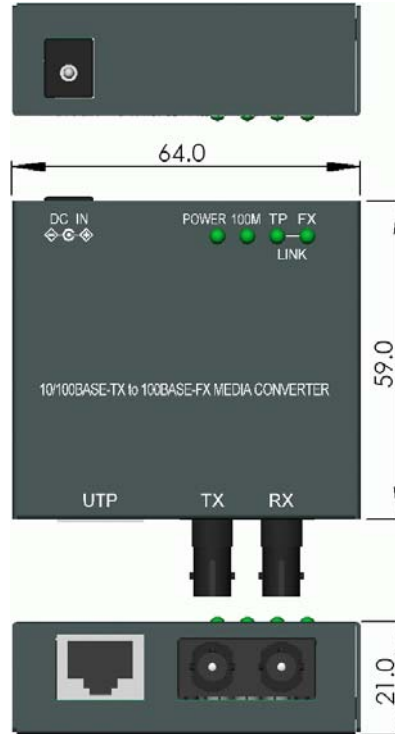 64.0
DC IN
POWER 100M TP FX
LINK
59.0
10/100BASE-TX to 100BASE-FX MEDIA CONVERTER
UTP TX RX
21.0